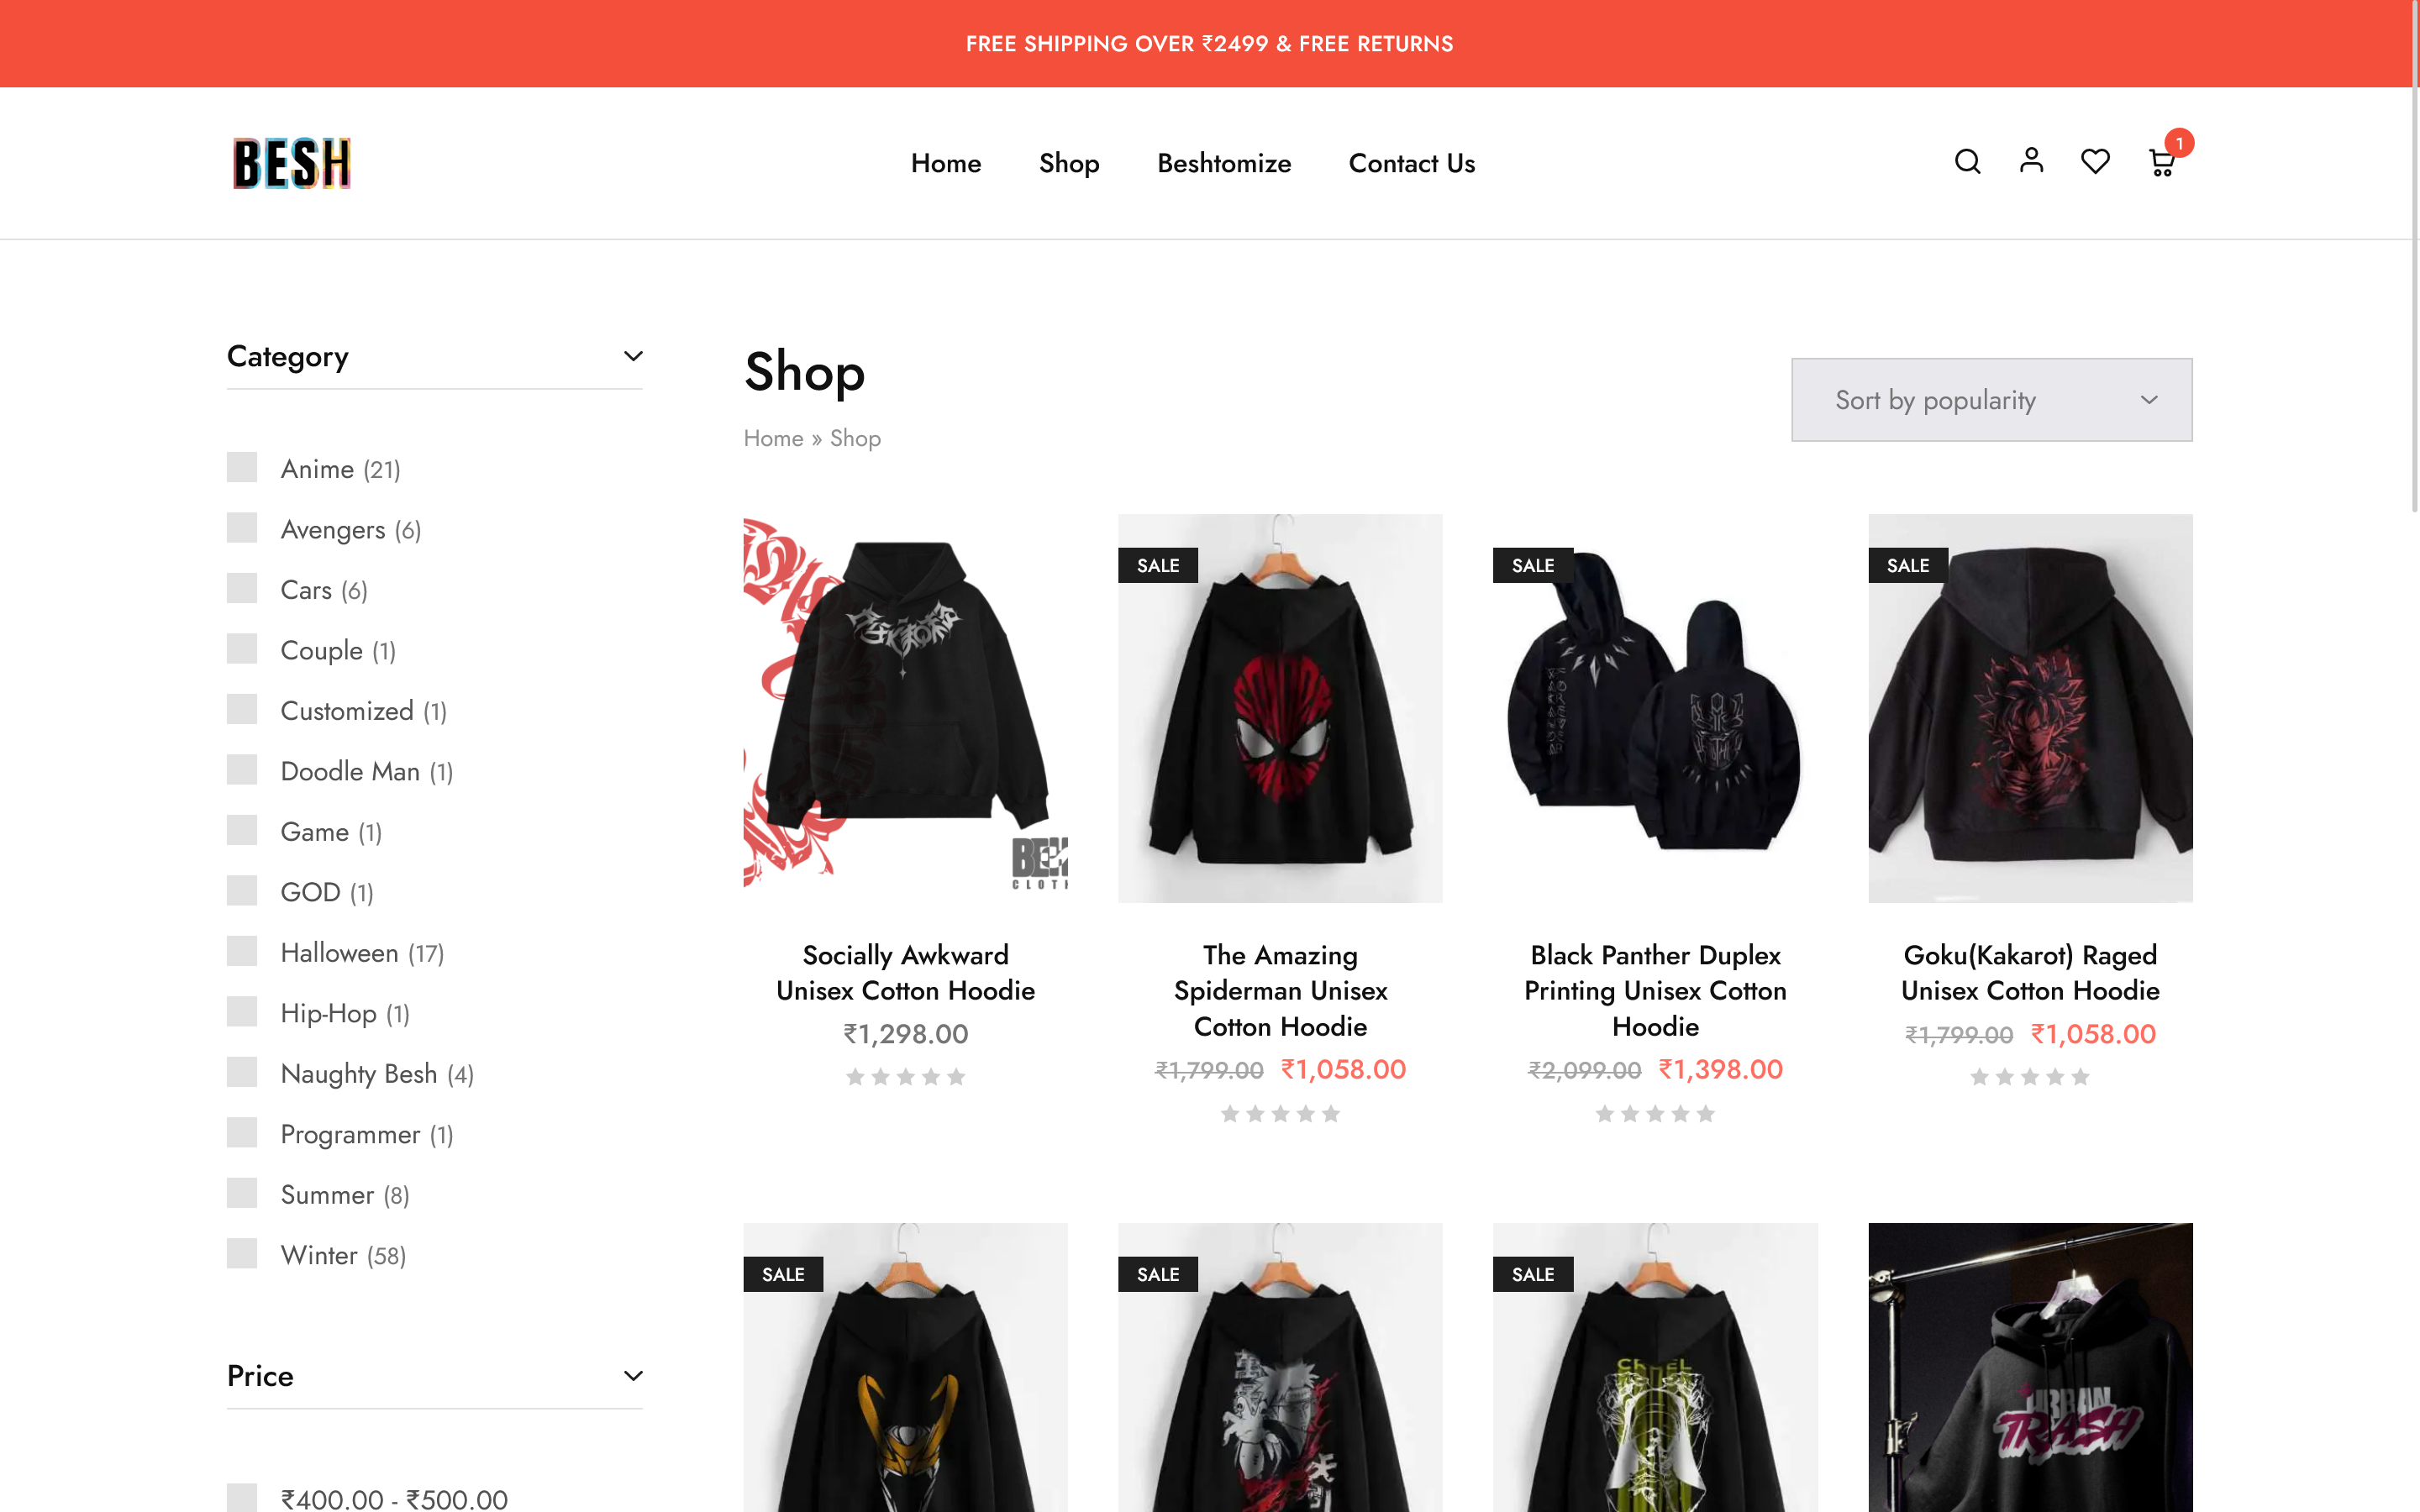 FREE SHIPPING OVER ₹2499 & FREE RETURNS
BESH
Home
Shop
Beshtomize
Contact Us
1
Category
Anime (21)
Avengers (6)
Cars (6)
Couple (1)
Customized (1)
Doodle Man (1)
Game (1)
GOD (1)
Halloween (17)
Hip-Hop (1)
Naughty Besh (4)
Programmer (1)
Summer (8)
Winter (58)
Price
₹400.00 - ₹500.00
Shop
Home » Shop
Sort by popularity
Socially Awkward
Unisex Cotton Hoodie
₹1,298.00
SALE
The Amazing
Spiderman Unisex
Cotton Hoodie
₹1,799.00 ₹1,058.00
SALE
Black Panther Duplex
Printing Unisex Cotton
Hoodie
₹2,099.00 ₹1,398.00
SALE
Goku(Kakarot) Raged
Unisex Cotton Hoodie
₹1,799.00 ₹1,058.00
SALE
SALE
SALE
URBAN
TRASH